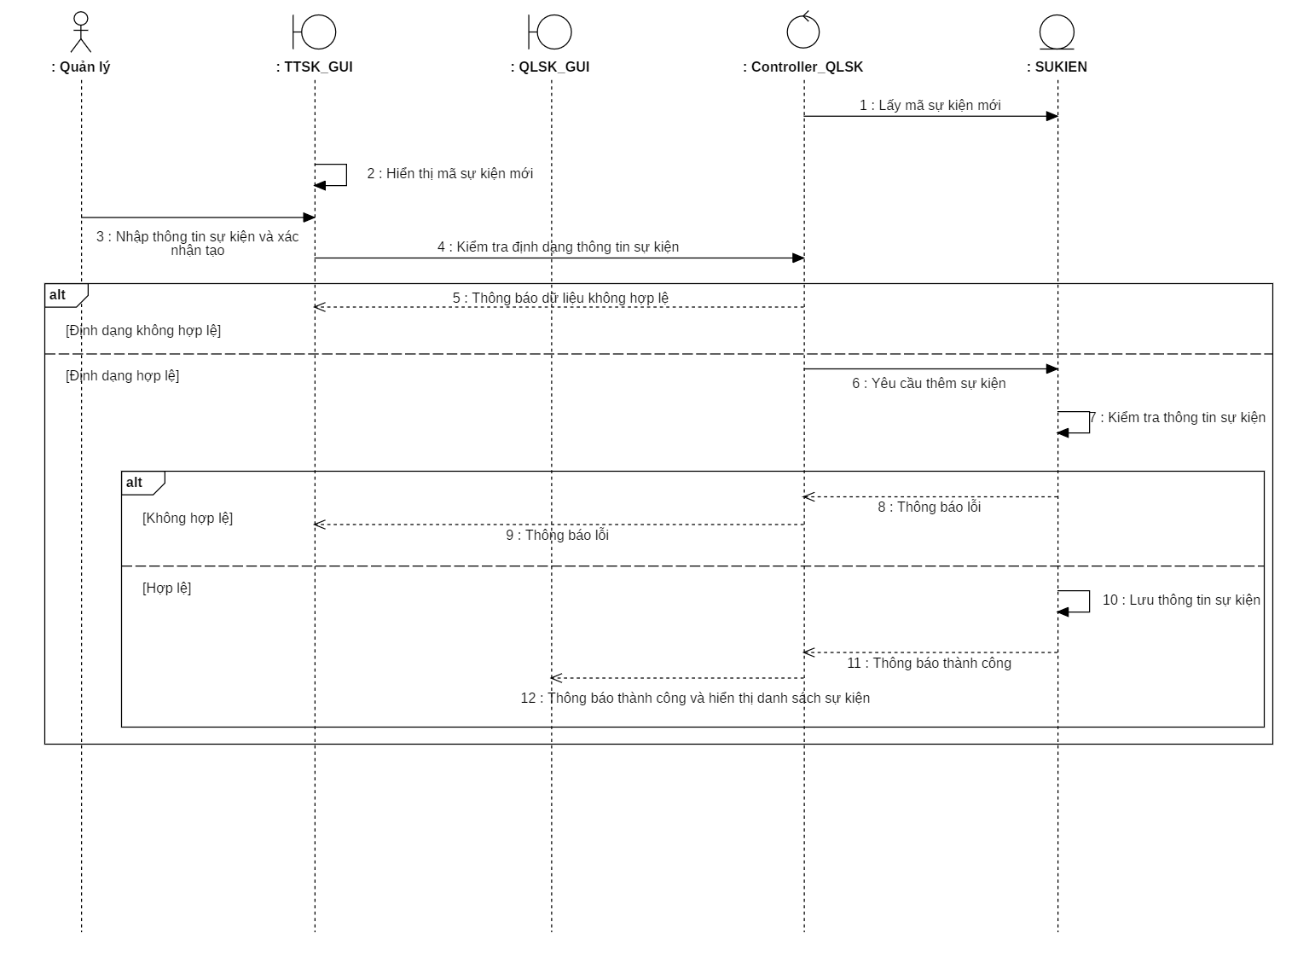 : Quản lý
: TTSK_GUI
: QLSK_GUI
: Controller_QLSK
: SUKIEN
1 : Lấy mã sự kiện mới
2 : Hiển thị mã sự kiện mới
3 : Nhập thông tin sự kiện và xác
nhận tạo
4 : Kiểm tra định dạng thông tin sự kiện
alt
5 : Thông báo dữ liệu không hợp lệ
[Định dạng không hợp lệ]
[Định dạng hợp lệ]
6 : Yêu cầu thêm sự kiện
7 : Kiểm tra thông tin sự kiện
alt
8 : Thông báo lỗi
[Không hợp lệ]
9 : Thông báo lỗi
[Hợp lệ]
10 : Lưu thông tin sự kiện
11 : Thông báo thành công
12 : Thông báo thành công và hiển thị danh sách sự kiện